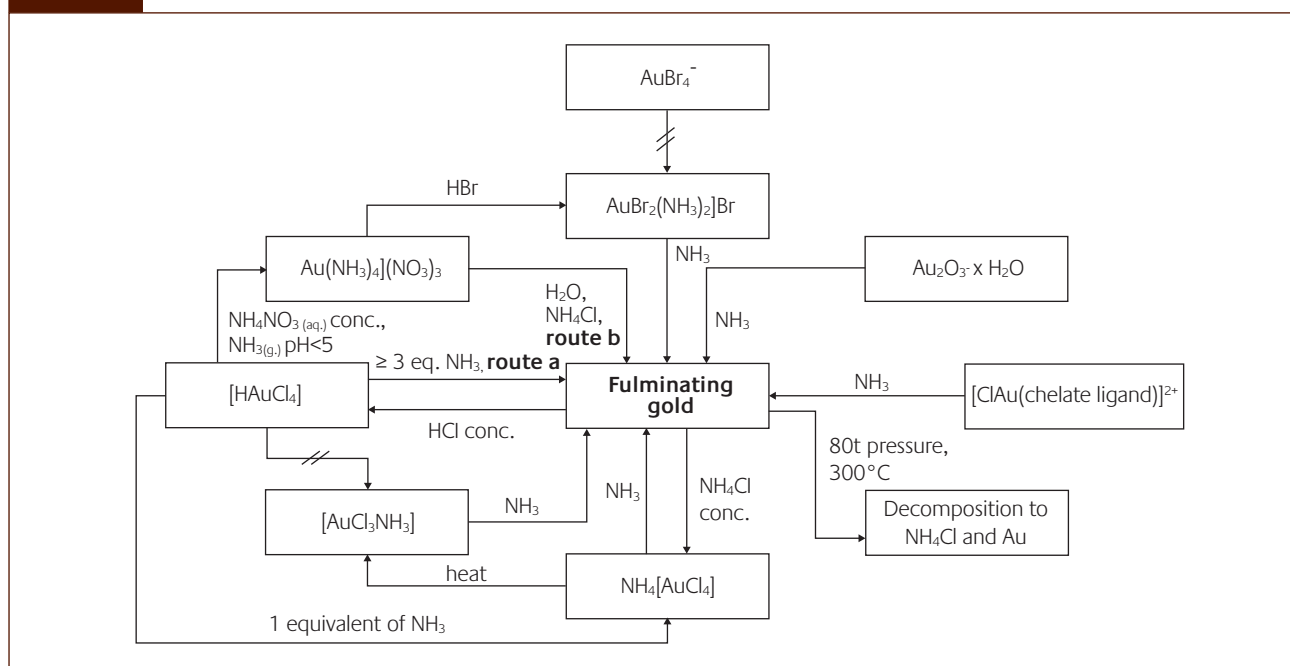 AuBr₄⁻
HBr
AuBr₂(NH₃)₂]Br
Au(NH₃)₄](NO₃)₃
NH₃
Au₂O₃· x H₂O
H₂O,
NH₄Cl,
route b
NH₃
NH₄NO₃ (aq.) conc.,
NH₃(g.) pH<5
≥ 3 eq. NH₃, route a
[HAuCl₄]
Fulminating
gold
NH₃
[ClAu(chelate ligand)]²⁺
HCl conc.
80t pressure,
300°C
[AuCl₃NH₃]
NH₃
NH₃
NH₄Cl
conc.
Decomposition to
NH₄Cl and Au
heat
NH₄[AuCl₄]
1 equivalent of NH₃